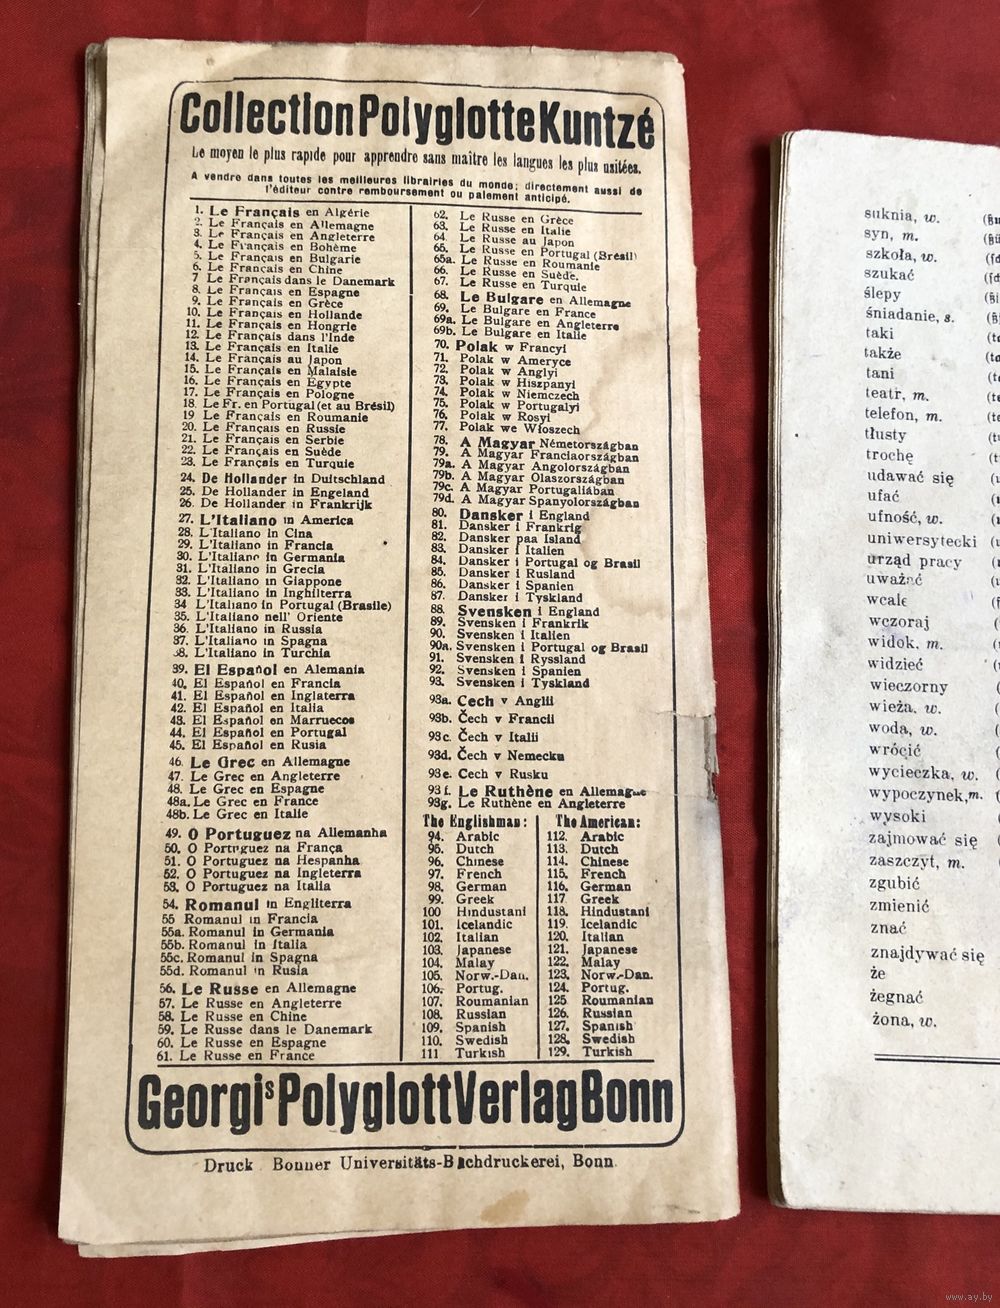 Collection Polyglotte Kuntzé
Le moyen le plus rapide pour apprendre sans maître les langues les plus usitées.
A vendre dans toutes les meilleures librairies du monde; directement aussi de
l'éditeur contre remboursement ou paiement anticipé.
1. Le Français en Algérie
2. Le Français en Allemagne
3. Le Français en Angleterre
4. Le Français en Bohème
5. Le Français en Bulgarie
6. Le Français en Chine
7 Le Français dans le Danemark
8. Le Français en Espagne
9. Le Français en Grèce
10. Le Français en Hollande
11. Le Français en Hongrie
12. Le Français dans l'Inde
13. Le Français en Italie
14. Le Français au Japon
15. Le Français en Malaisie
16. Le Français en Egypte
17. Le Français en Pologne
18. Le Fr. en Portugal (et au Brésil)
19 Le Français en Roumanie
20. Le Français en Russie
21. Le Français en Serbie
22. Le Français en Suède
23. Le Français en Turquie
24. De Hollander in Duitschland
25. De Hollander in Engeland
26. De Hollander in Frankrijk
27. L'Italiano in America
28. L'Italiano in Cina
29. L'Italiano in Francia
30. L'Italiano in Germania
31. L'Italiano in Grecia
32. L'Italiano in Giappone
33. L'Italiano in Inghilterra
34 L'Italiano in Portugal (Brasile)
35. L'Italiano nell' Oriente
36. L'Italiano in Russia
37. L'Italiano in Spagna
38. L'Italiano in Turchia
39. El Español en Alemania
40. El Español en Francia
41. El Español en Inglaterra
42. El Español en Italia
43. El Español en Marruecos
44. El Español en Portugal
45. El Español en Rusia
46. Le Grec en Allemagne
47. Le Grec en Angleterre
48. Le Grec en Espagne
48a. Le Grec en France
48b. Le Grec en Italie
49. O Portuguez na Allemanha
50. O Portuguez na França
51. O Portuguez na Hespanha
52. O Portuguez na Ingleterra
53. O Portuguez na Italia
54. Romanul in Engliterra
55 Romanul in Francia
55a. Romanul in Germania
55b. Romanul in Italia
55c. Romanul in Spagna
55d. Romanul in Rusia
56. Le Russe en Allemagne
57. Le Russe en Angleterre
58. Le Russe en Chine
59. Le Russe dans le Danemark
60. Le Russe en Espagne
61. Le Russe en France
62. Le Russe en Grèce
63. Le Russe en Italie
64 Le Russe au Japon
65. Le Russe en Portugal (Brésil)
65a. Le Russe en Roumanie
66. Le Russe en Suède.
67. Le Russe en Turquie
68. Le Bulgare en Allemagne
69. Le Bulgare en France
69a. Le Bulgare en Angleterre
69b. Le Bulgare en Italie
70. Polak w Francyi
71. Polak w Ameryce
72. Polak w Anglyi
73. Polak w Hiszpanyi
74. Polak w Niemczech
75. Polak w Portugalyi
76. Polak w Rosyi
77. Polak we Włoszech
78. A Magyar Németországban
79. A Magyar Franciaországban
79a. A Magyar Angolországban
79b. A Magyar Olaszországban
79c. A Magyar Portugaliában
79d. A Magyar Spanyolországban
80. Dansker i England
81. Dansker i Frankrig
82. Dansker paa Island
83. Dansker i Italien
84. Dansker i Portugal og Brasil
85. Dansker i Rusland
86. Dansker i Spanien
87. Dansker i Tyskland
88. Svensken i England
89. Svensken i Frankrik
90. Svensken i Italien
90a. Svensken i Portugal og Brasil
91. Svensken i Ryssland
92. Svensken i Spanien
93. Svensken i Tyskland
93a. Cech v Anglii
93b. Čech v Francii
93c. Čech v Italii
93d. Čech v Nemecku
93e. Cech v Rusku
93f. Le Ruthène en Allemagne
93g. Le Ruthène en Angleterre
The Englishman:
94. Arabic
95. Dutch
96. Chinese
97. French
98. German
99. Greek
100 Hindustani
101. Icelandic
102. Italian
103. Japanese
104. Malay
105. Norw.-Dan.
106. Portug.
107. Roumanian
108. Russian
109. Spanish
110. Swedish
111 Turkish
The American:
112. Arabic
113. Dutch
114. Chinese
115. French
116. German
117 Greek
118. Hindustani
119. Icelandic
120. Italian
121. Japanese
122. Malay
123. Norw.-Dan.
124. Portug.
125 Roumanian
126. Russian
127. Spanish
128. Swedish
129. Turkish
Georgi's Polyglott Verlag Bonn
Druck Bonner Universitäts-Buchdruckerei, Bonn.
suknia, w.
syn, m.
szkoła, w.
szukać
ślepy
śniadanie, s.
taki
także
tani
teatr, m.
telefon, m.
tłusty
trochę
udawać się
ufać
ufność, w.
uniwersytecki
urząd pracy
uważać
wcale
wczoraj
widok. m.
widzieć
wieczorny
wieża, w.
woda, w.
wrócić
wycieczka, w.
wypoczynek, m.
wysoki
zajmować się
zaszczyt, m.
zgubić
zmienić
znać
znajdywać się
że
żegnać
żona, w.
www.ay.by